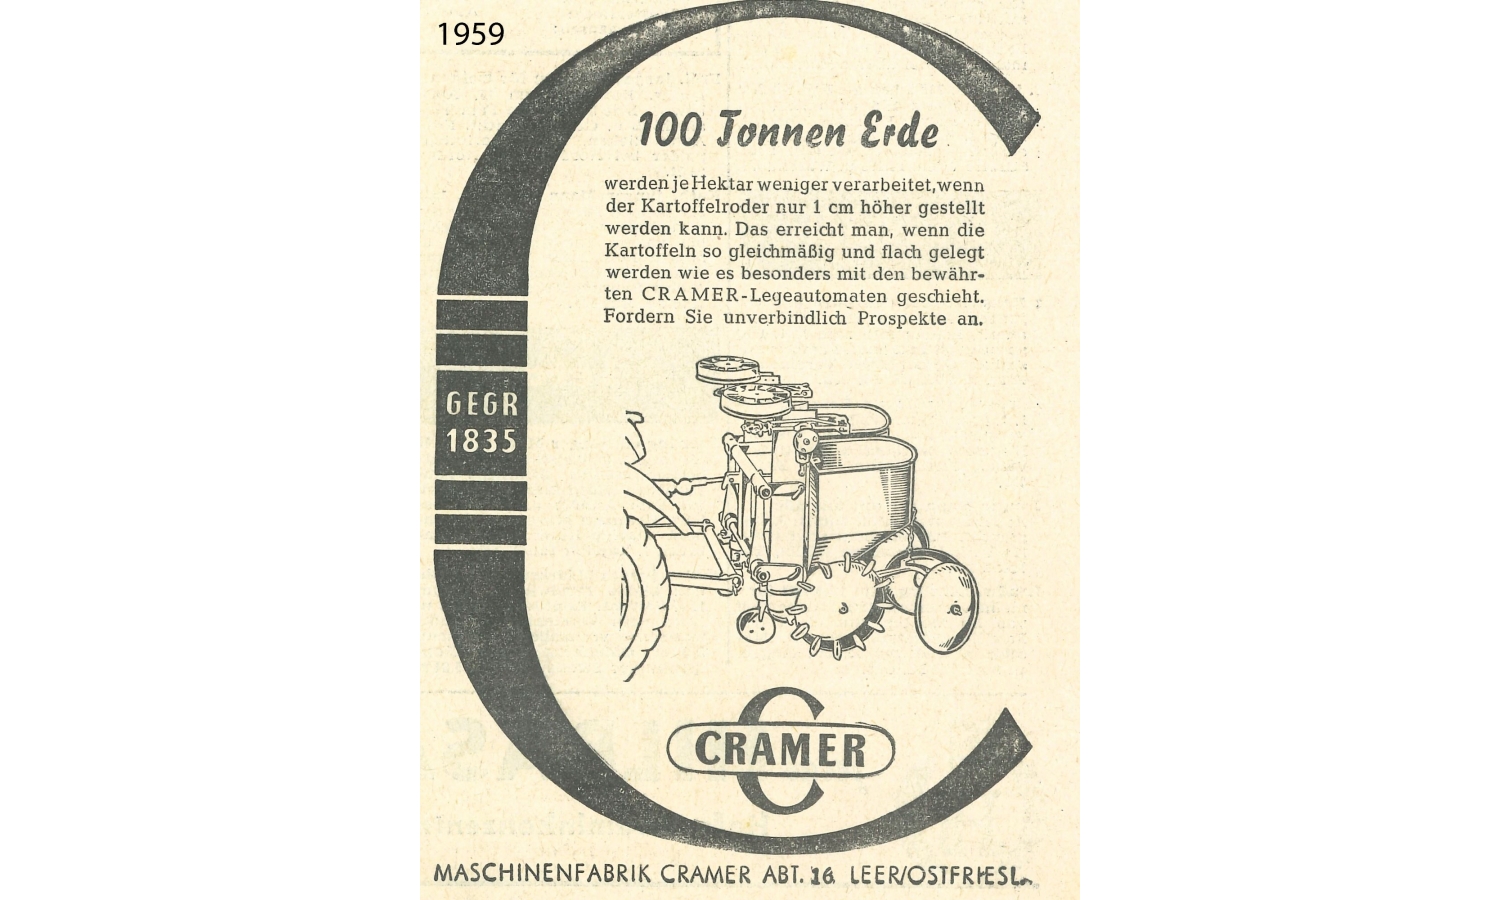 1959
100 Tonnen Erde
werden je Hektar weniger verarbeitet, wenn
der Kartoffelroder nur 1 cm höher gestellt
werden kann. Das erreicht man, wenn die
Kartoffeln so gleichmäßig und flach gelegt
werden wie es besonders mit den bewähr-
ten CRAMER-Legeautomaten geschieht.
Fordern Sie unverbindlich Prospekte an.
GEGR
1835
CRAMER
MASCHINENFABRIK CRAMER ABT. 16 LEER/OSTFRIESL.